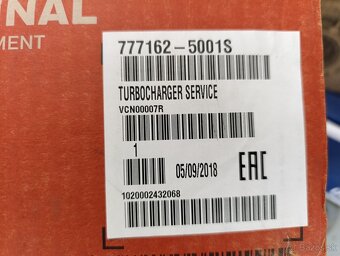 NAL
MENT
777162-5001S
TURBOCHARGER SERVICE
VCN00007R
1
05/09/2018
EAC
1020002432068